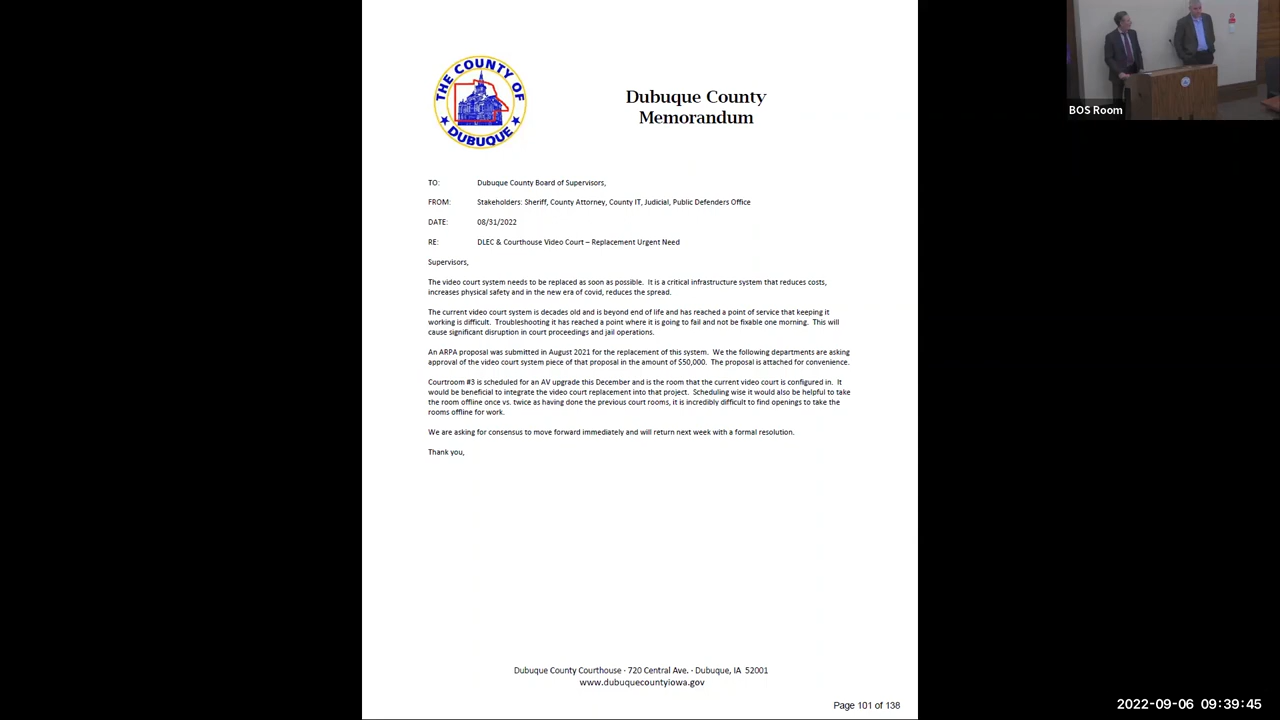 THE COUNTY OF
DUBUQUE
Dubuque County
Memorandum
BOS Room
TO: Dubuque County Board of Supervisors,
FROM: Stakeholders: Sheriff, County Attorney, County IT, Judicial, Public Defenders Office
DATE: 08/31/2022
RE: DLEC & Courthouse Video Court – Replacement Urgent Need
Supervisors,
The video court system needs to be replaced as soon as possible.  It is a critical infrastructure system that reduces costs,
increases physical safety and in the new era of covid, reduces the spread.
The current video court system is decades old and is beyond end of life and has reached a point of service that keeping it
working is difficult.  Troubleshooting it has reached a point where it is going to fail and not be fixable one morning.  This will
cause significant disruption in court proceedings and jail operations.
An ARPA proposal was submitted in August 2021 for the replacement of this system.  We the following departments are asking
approval of the video court system piece of that proposal in the amount of $50,000.  The proposal is attached for convenience.
Courtroom #3 is scheduled for an AV upgrade this December and is the room that the current video court is configured in.  It
would be beneficial to integrate the video court replacement into that project.  Scheduling wise it would also be helpful to take
the room offline once vs. twice as having done the previous court rooms, it is incredibly difficult to find openings to take the
rooms offline for work.
We are asking for consensus to move forward immediately and will return next week with a formal resolution.
Thank you,
Dubuque County Courthouse - 720 Central Ave. - Dubuque, IA  52001
www.dubuquecountyiowa.gov
Page 101 of 138
2022-09-06 09:39:45